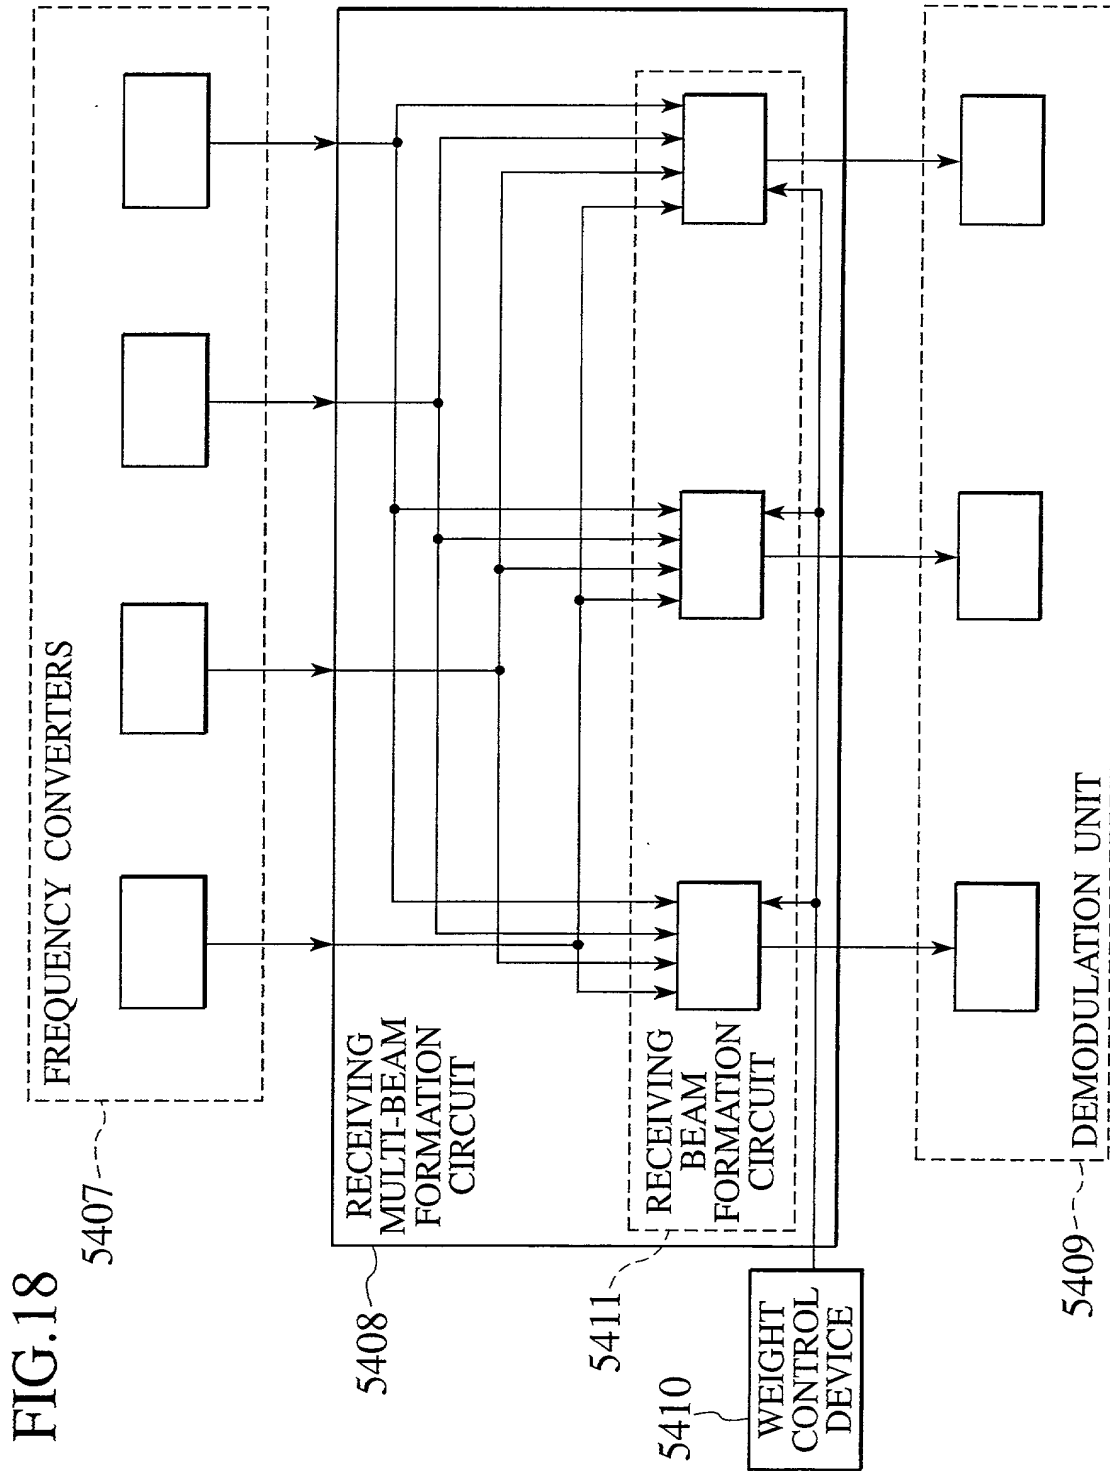 FIG.18
5407
FREQUENCY CONVERTERS
5408
RECEIVING
MULTI-BEAM
FORMATION
CIRCUIT
5411
RECEIVING
BEAM
FORMATION
CIRCUIT
5410
WEIGHT
CONTROL
DEVICE
5409
DEMODULATION UNIT